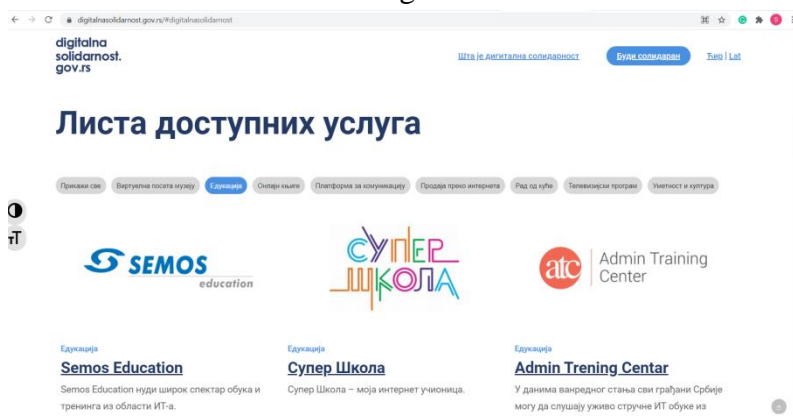 digitalnasolidarnost.gov.rs/#digitalnasolidarnost
digitalna
solidarnost.
gov.rs
Шта је дигитална солидарност
Буди солидаран
Ћир | Lat
Листа доступних услуга
Прикажи све
Виртуелна посета музеју
Едукација
Онлајн књиге
Платформа за комуникацију
Продаја преко интернета
Рад од куће
Телевизијски програм
Уметност и култура
SEMOS
education
СУПЕР
ШКОЛА
atc
Admin Training
Center
Едукација
Semos Education
Semos Education нуди широк спектар обука и
тренинга из области ИТ-а.
Едукација
Супер Школа
Супер Школа – моја интернет учионица.
Едукација
Admin Trening Centar
У данима ванредног стања сви грађани Србије
могу да слушају уживо стручне ИТ обуке из